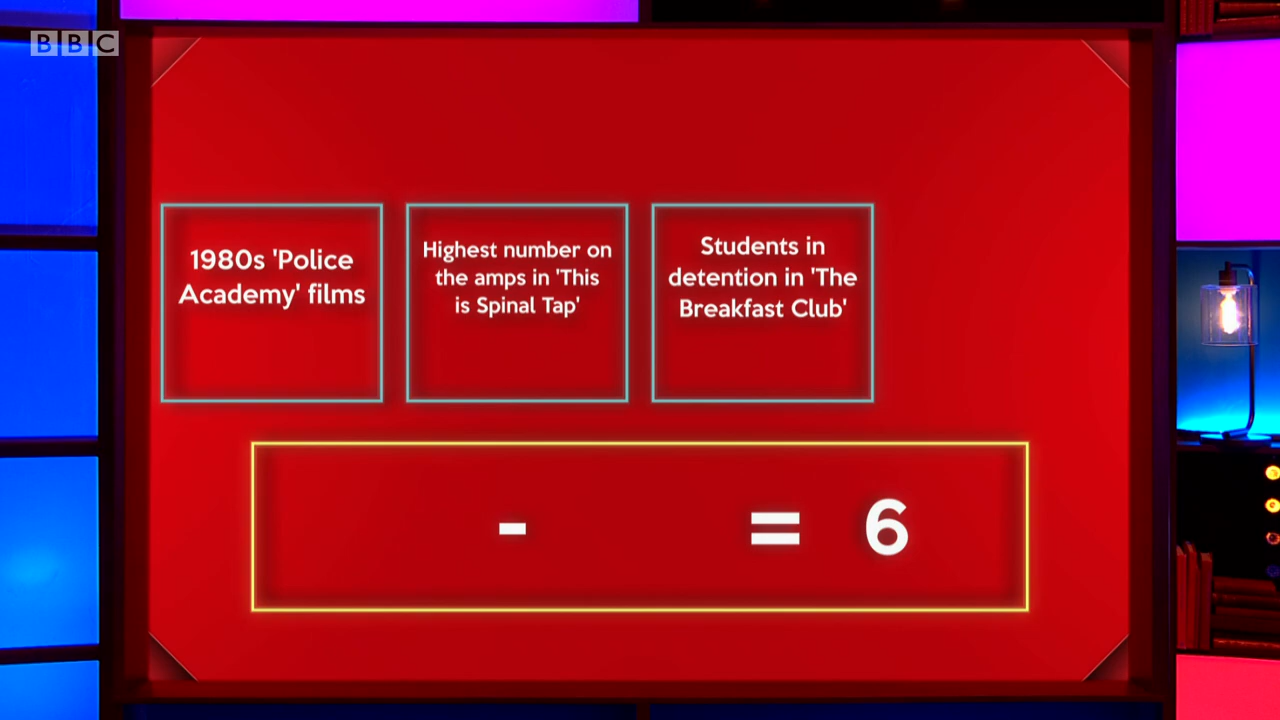 BBC
1980s 'Police
Academy' films
Highest number on
the amps in 'This
is Spinal Tap'
Students in
detention in 'The
Breakfast Club'
- = 6